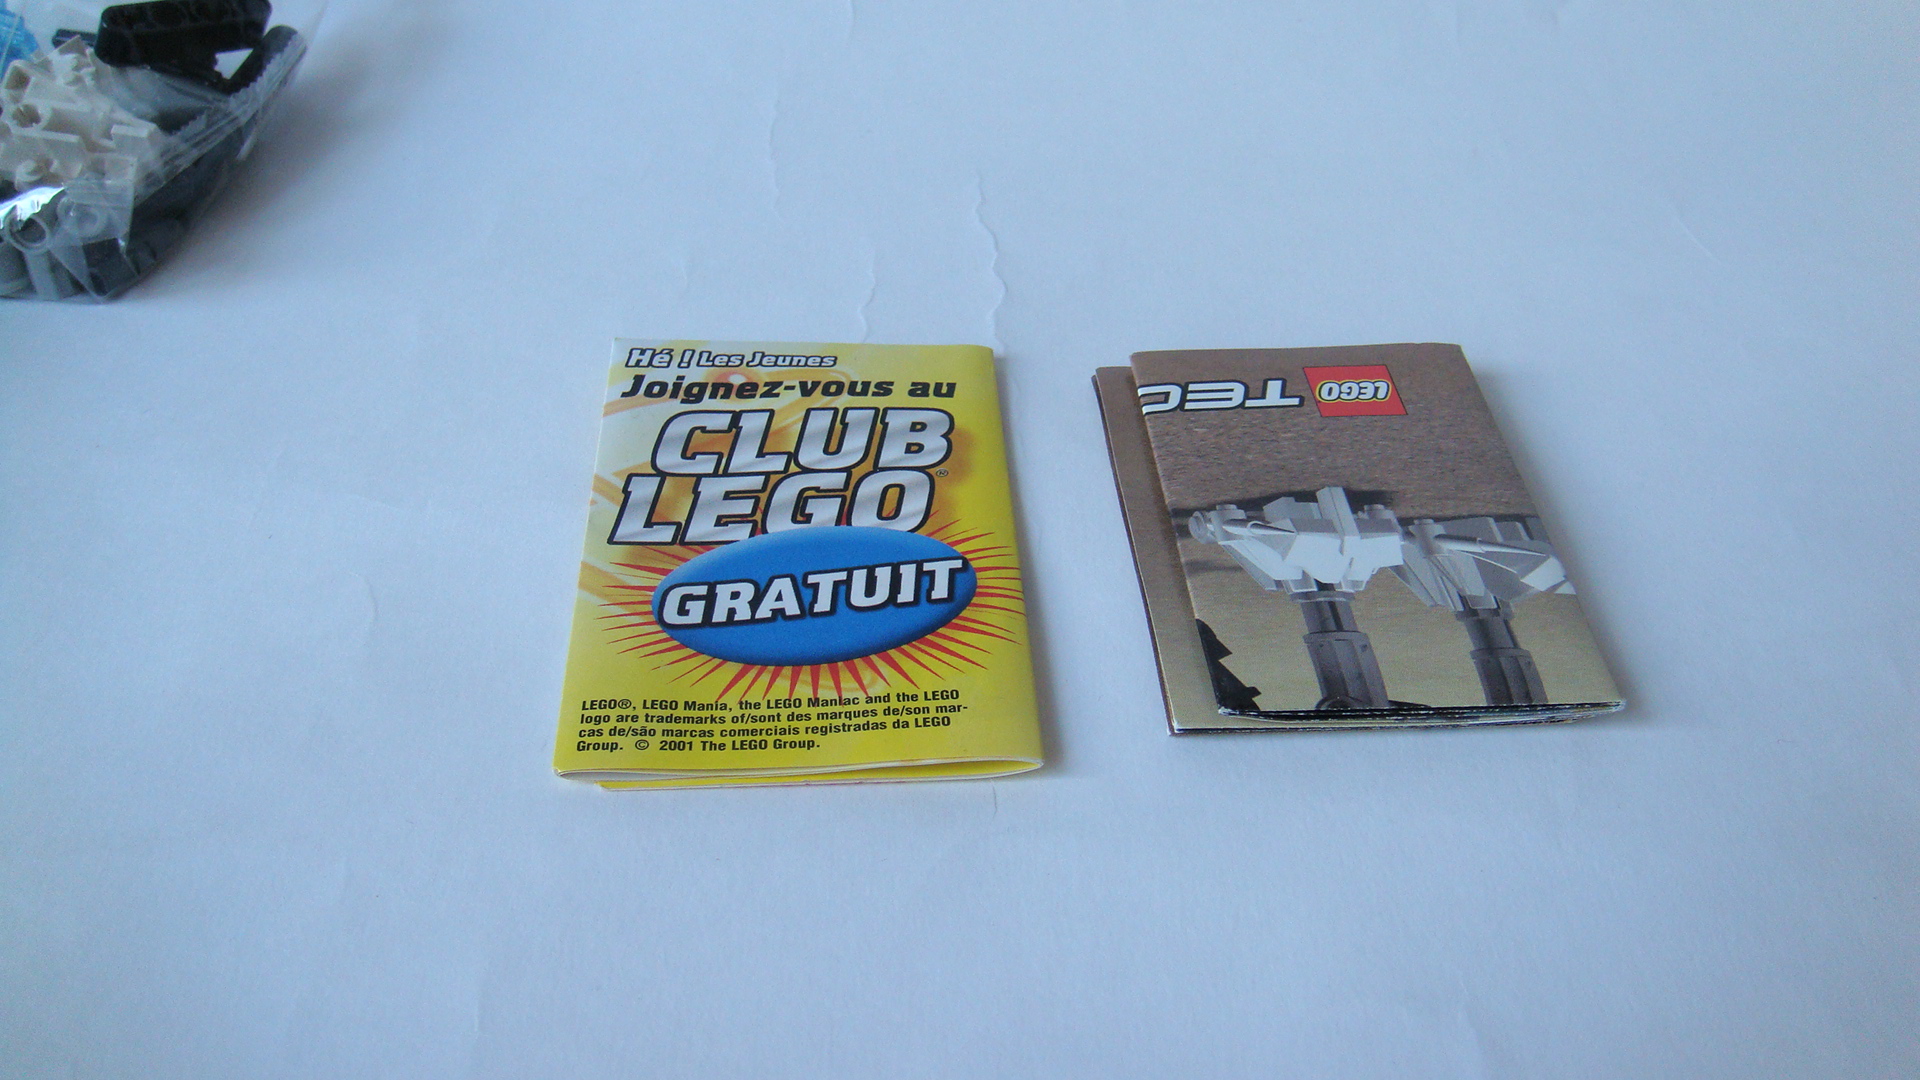 Hé ! Les Jeunes
Joignez-vous au
CLUB
LEGO®
GRATUIT
LEGO®, LEGO Mania, the LEGO Maniac and the LEGO
logo are trademarks of/sont des marques de/son mar-
cas de/são marcas comerciais registradas da LEGO
Group. © 2001 The LEGO Group.
LEGO TEC